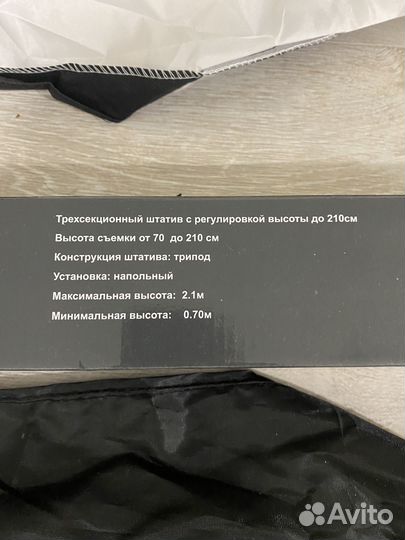 Трехсекционный штатив с регулировкой высоты до 210см
Высота съемки от 70 до 210 см
Конструкция штатива: трипод
Установка: напольный
Максимальная высота: 2.1м
Минимальная высота: 0.70м
Avito